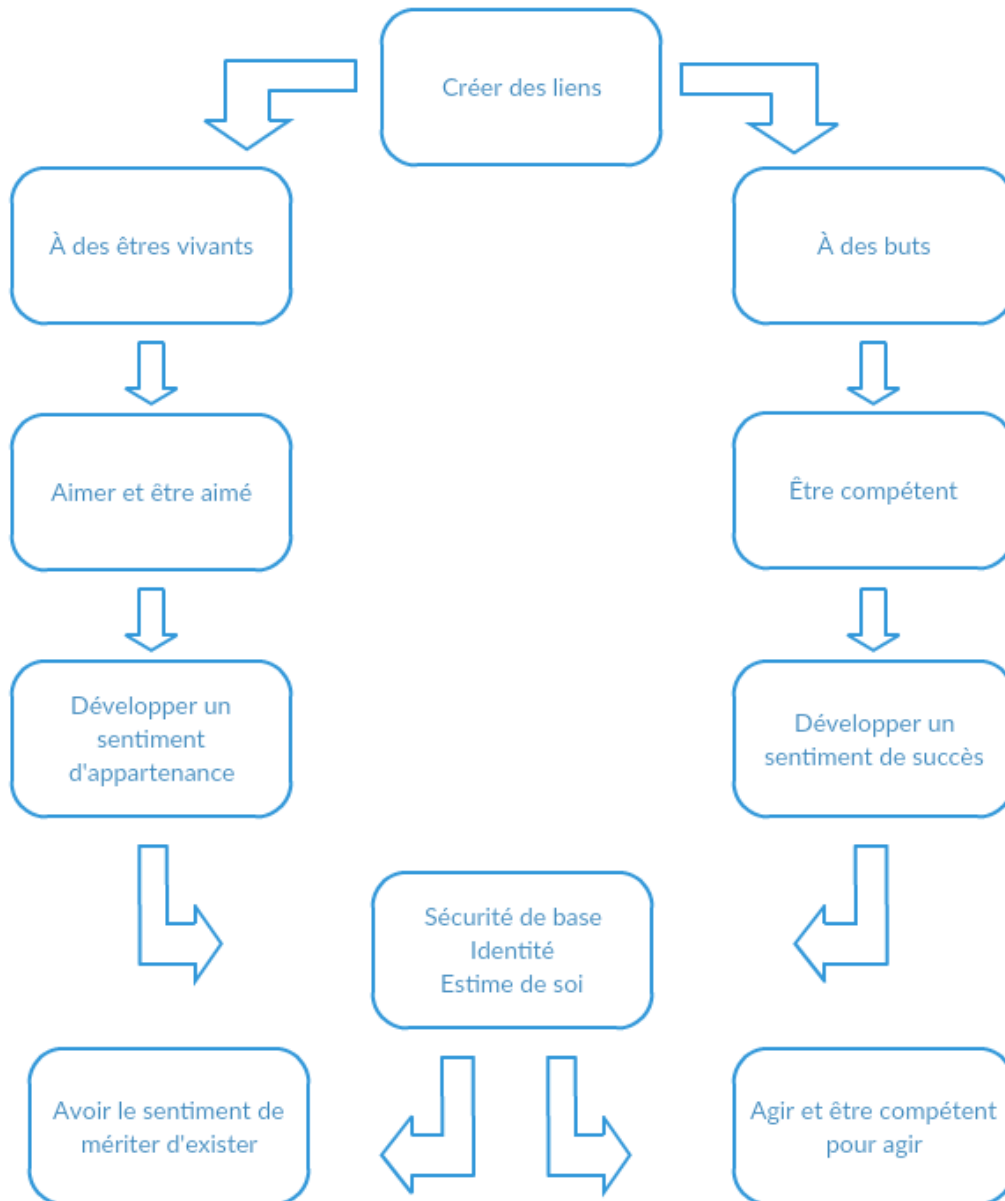 Créer des liens
À des êtres vivants
À des buts
Aimer et être aimé
Être compétent
Développer un
sentiment
d'appartenance
Développer un
sentiment de succès
Sécurité de base
Identité
Estime de soi
Avoir le sentiment de
mériter d'exister
Agir et être compétent
pour agir